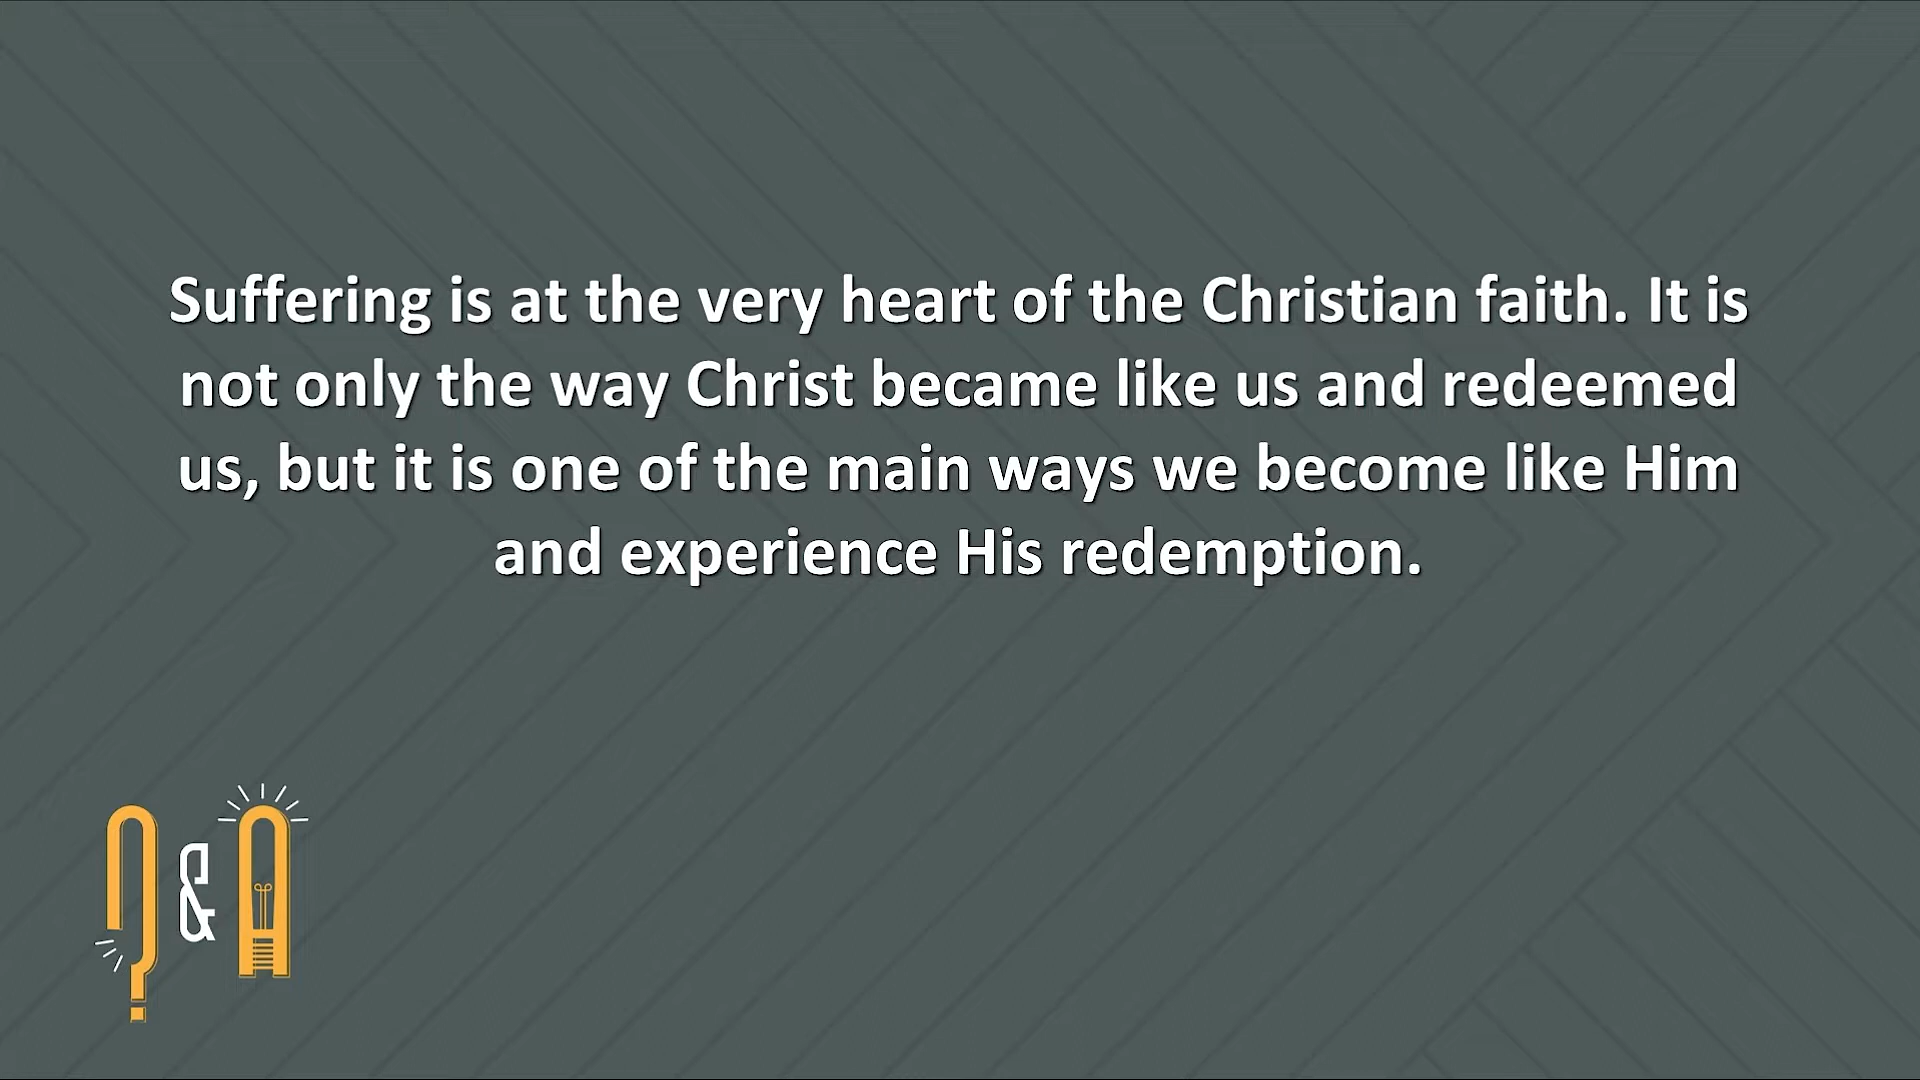 Suffering is at the very heart of the Christian faith. It is
not only the way Christ became like us and redeemed
us, but it is one of the main ways we become like Him
and experience His redemption.
? & A